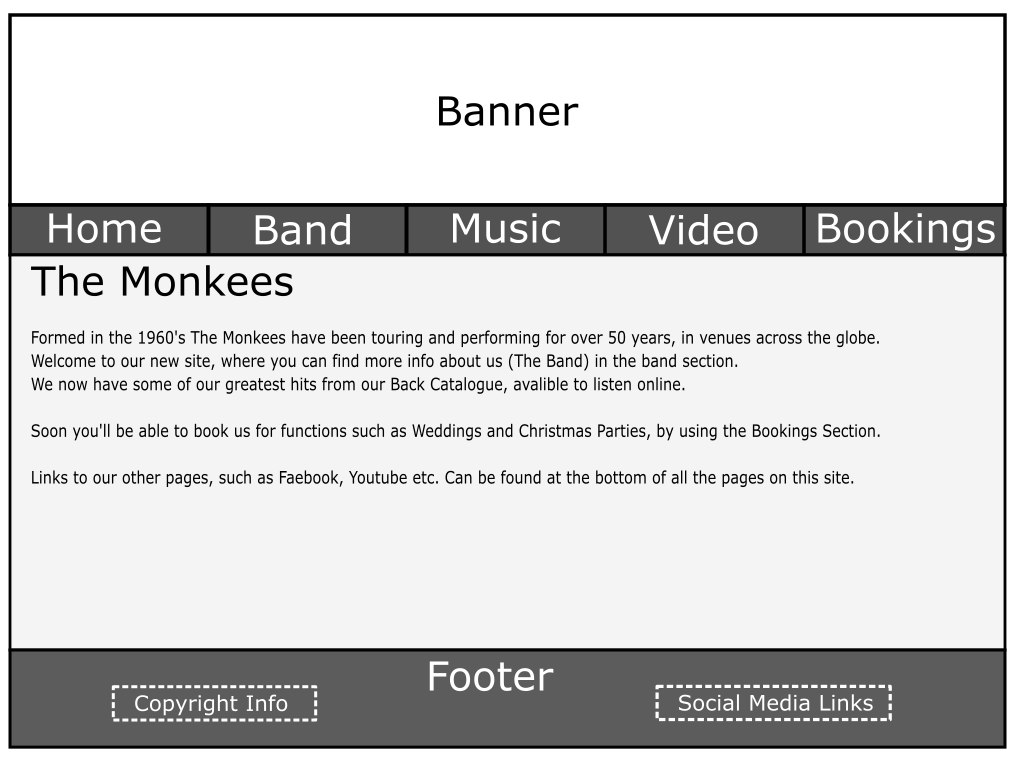 Banner
Home Band Music Video Bookings
The Monkees
Formed in the 1960's The Monkees have been touring and performing for over 50 years, in venues across the globe.
Welcome to our new site, where you can find more info about us (The Band) in the band section.
We now have some of our greatest hits from our Back Catalogue, avalible to listen online.
Soon you'll be able to book us for functions such as Weddings and Christmas Parties, by using the Bookings Section.
Links to our other pages, such as Faebook, Youtube etc. Can be found at the bottom of all the pages on this site.
Footer
Copyright Info Social Media Links